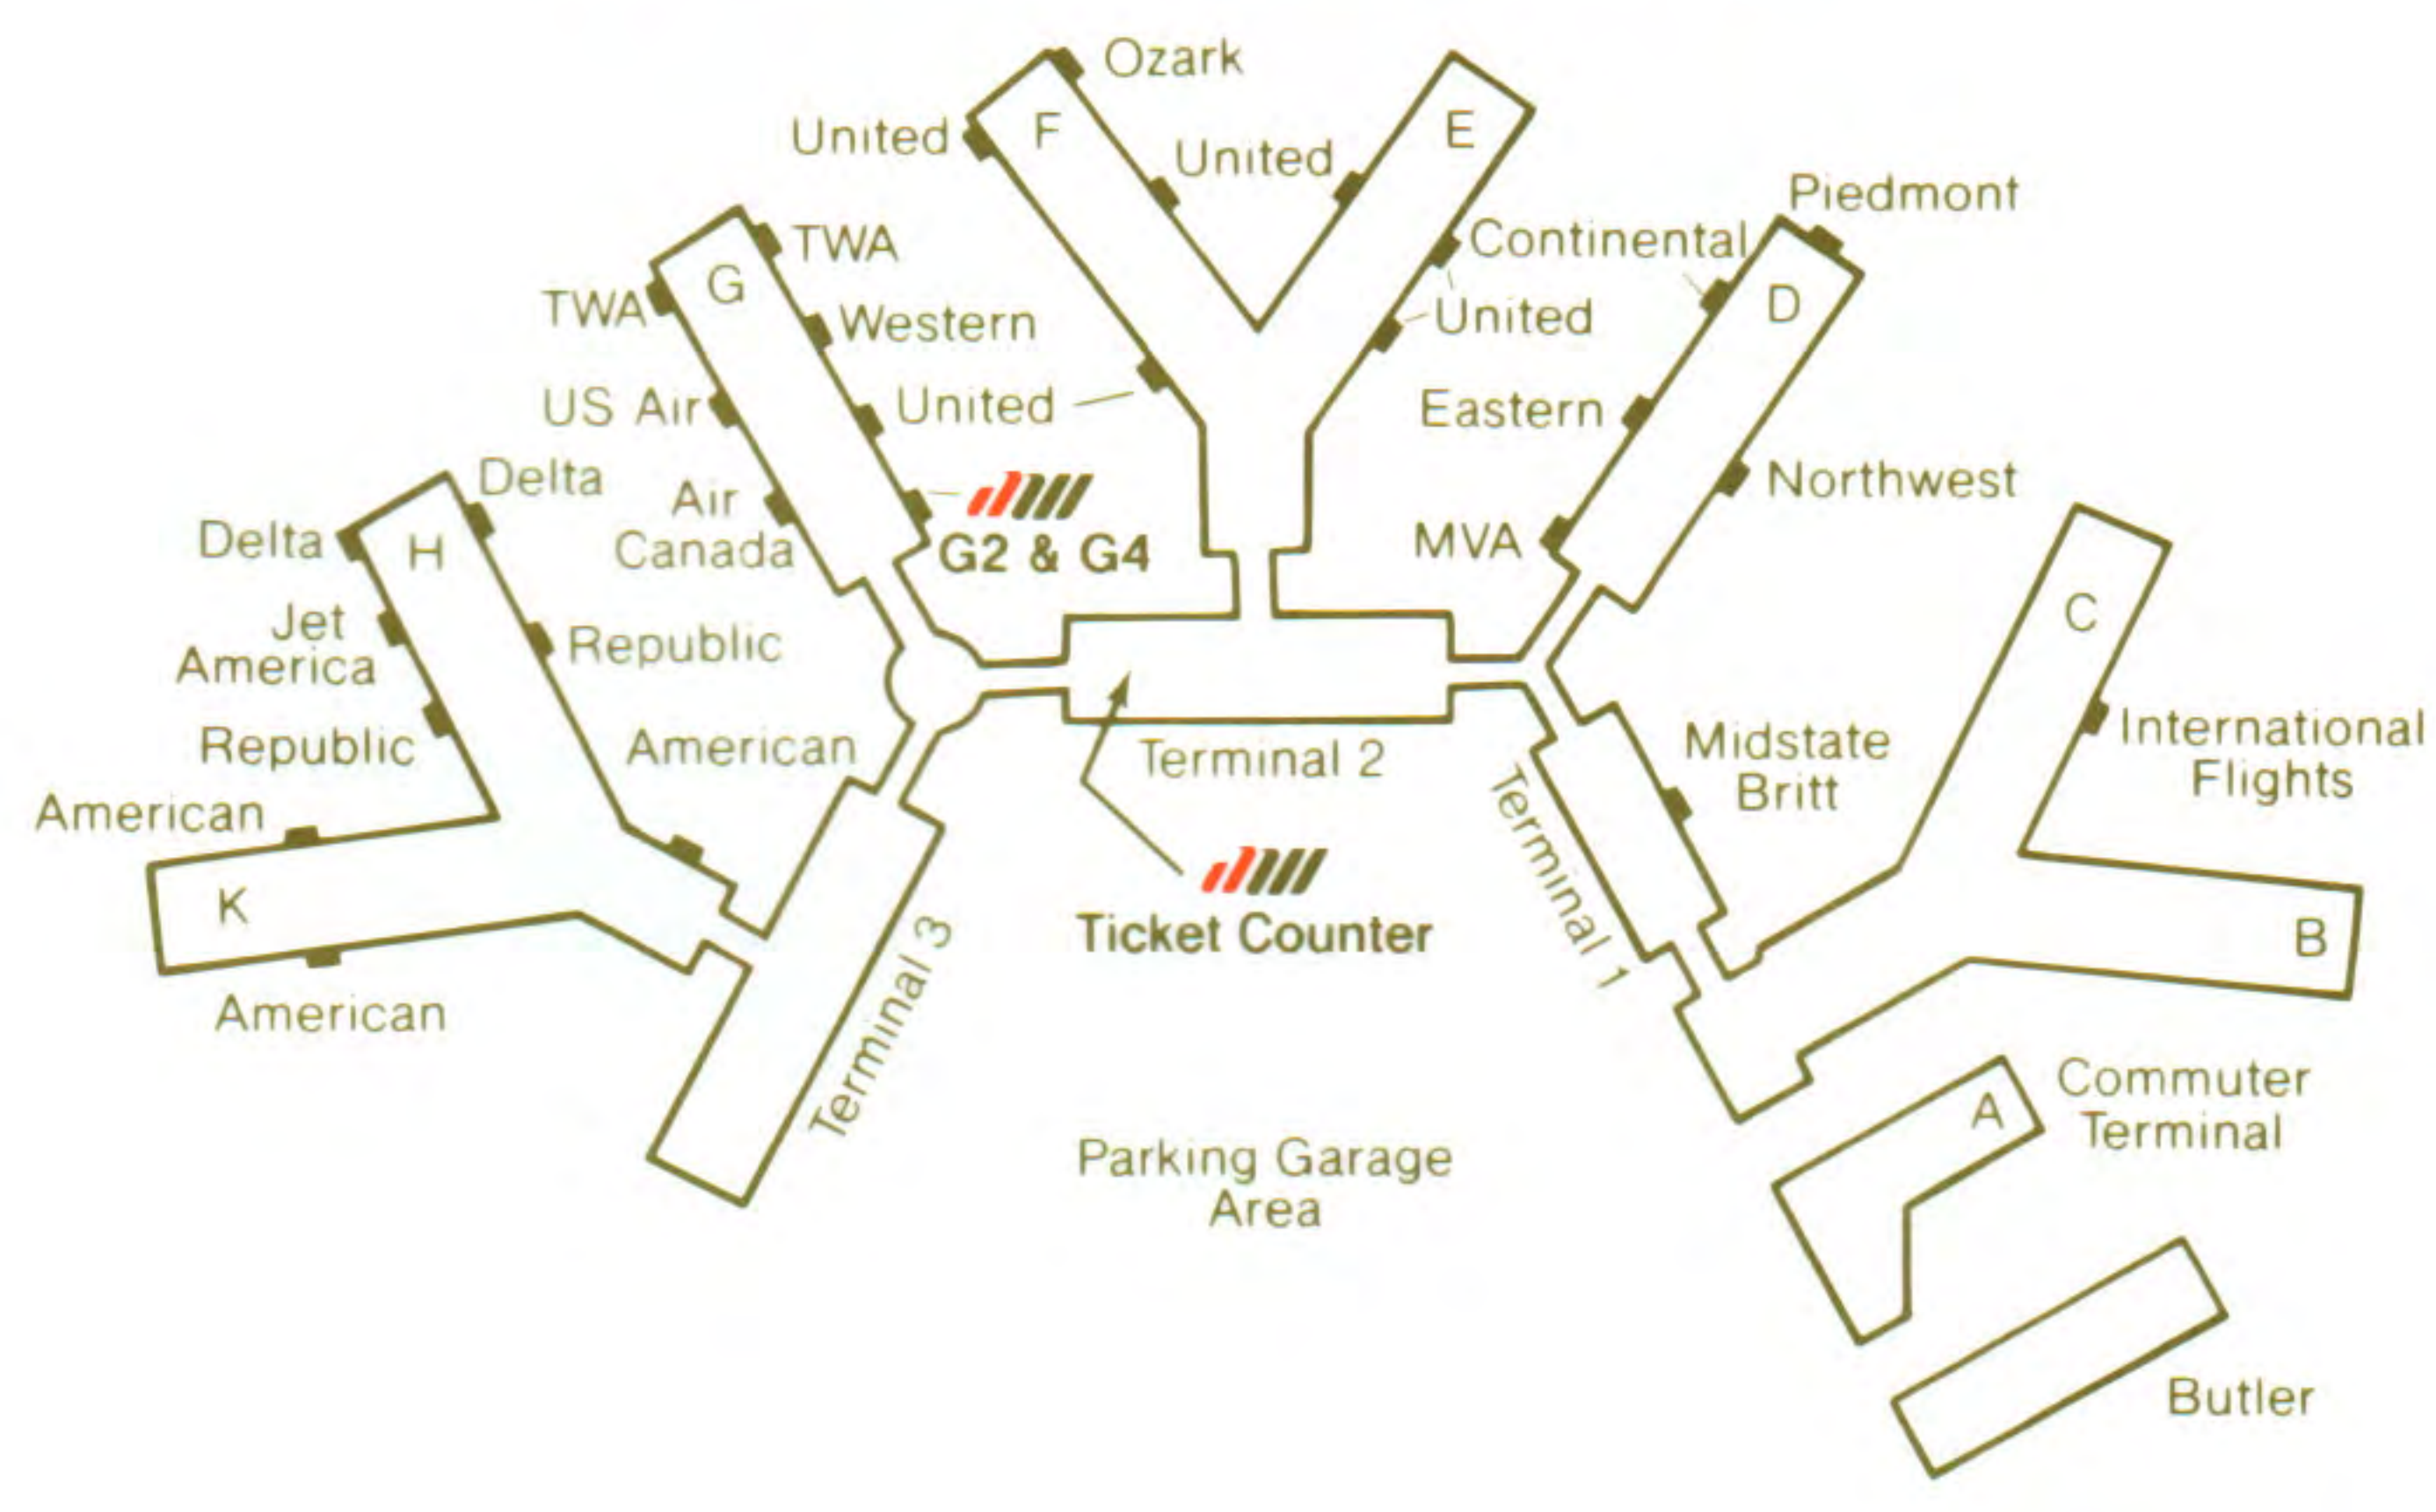 Ozark
United
F
E
United
Piedmont
Continental
TWA
G
D
TWA
Western
United
US Air
United
Eastern
Delta
Northwest
Air
Canada
Delta
H
G2 & G4
MVA
C
Jet
America
Republic
Republic
American
Terminal 2
Midstate
Britt
International
Flights
American
K
Terminal 3
Ticket Counter
Terminal 1
B
American
A
Commuter
Terminal
Parking Garage
Area
Butler